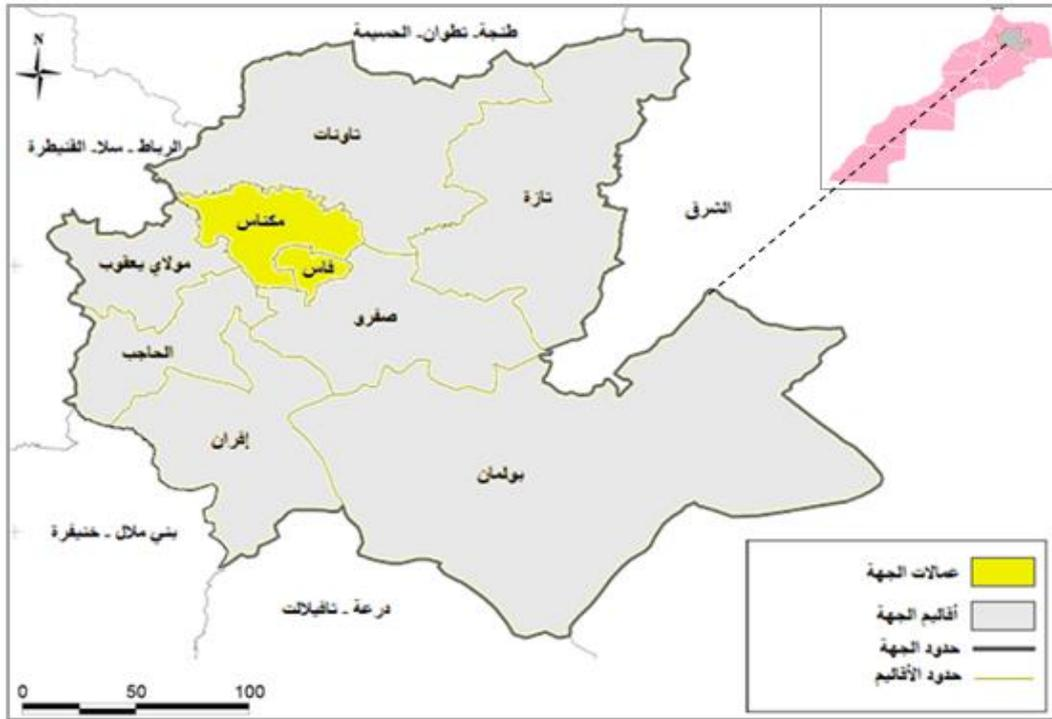 طنجة- تطوان- الحسيمة
N
تاونات
الرباط - سلا- القنيطرة
تازة
الشرق
مكناس
فاس
مولاي يعقوب
صفرو
الحاجب
إفران
بولمان
بني ملال - خنيفرة
درعة - تافيلالت
عمالات الجهة
أقاليم الجهة
حدود الجهة
حدود الأقاليم
0 50 100